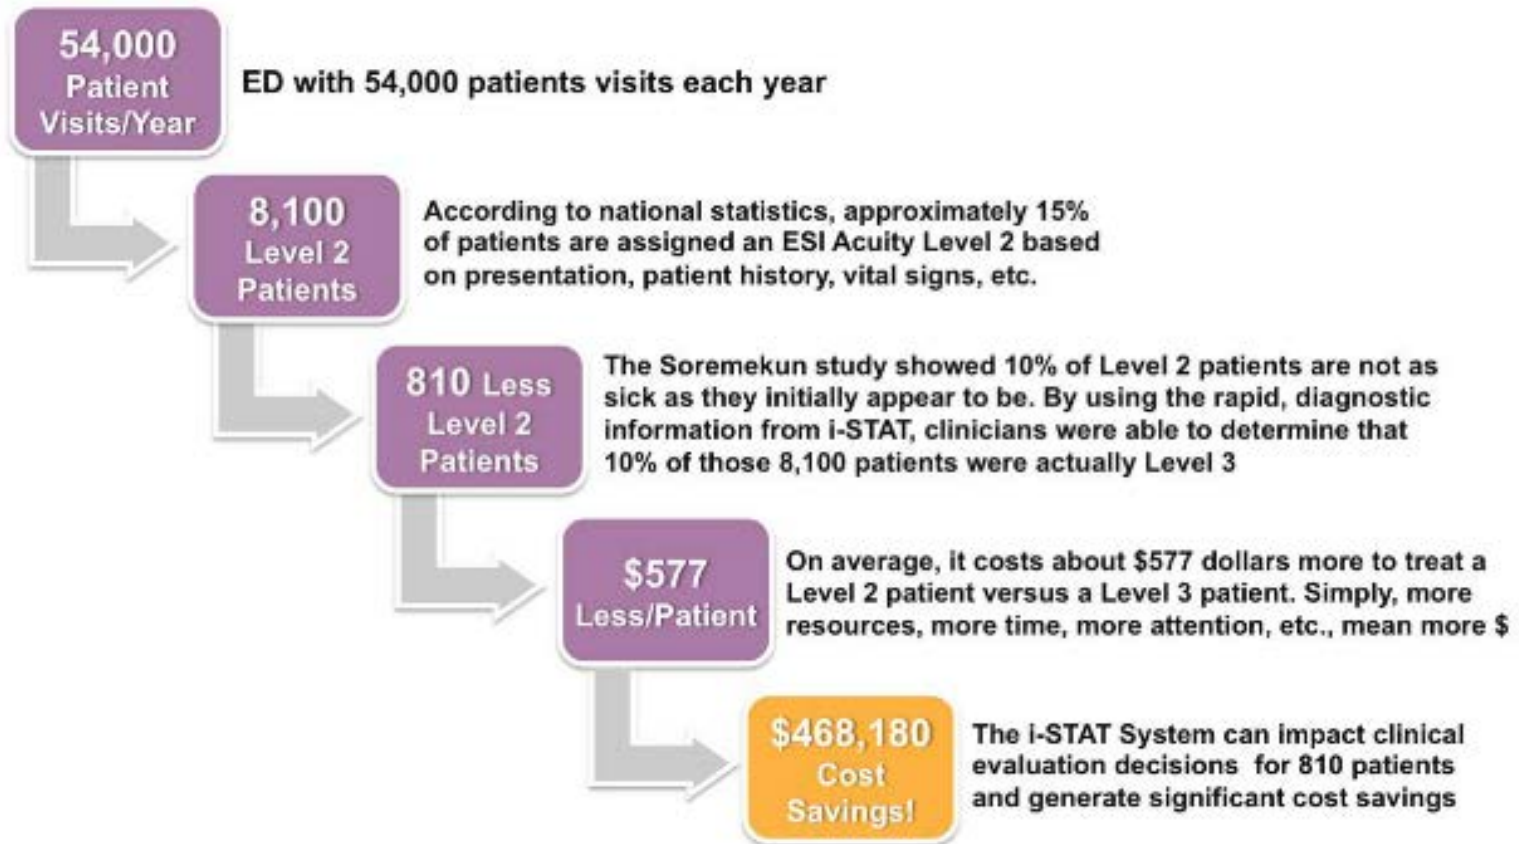 54,000
Patient
Visits/Year
ED with 54,000 patients visits each year
8,100
Level 2
Patients
According to national statistics, approximately 15%
of patients are assigned an ESI Acuity Level 2 based
on presentation, patient history, vital signs, etc.
810 Less
Level 2
Patients
The Soremekun study showed 10% of Level 2 patients are not as
sick as they initially appear to be. By using the rapid, diagnostic
information from i-STAT, clinicians were able to determine that
10% of those 8,100 patients were actually Level 3
$577
Less/Patient
On average, it costs about $577 dollars more to treat a
Level 2 patient versus a Level 3 patient. Simply, more
resources, more time, more attention, etc., mean more $
$468,180
Cost
Savings!
The i-STAT System can impact clinical
evaluation decisions for 810 patients
and generate significant cost savings